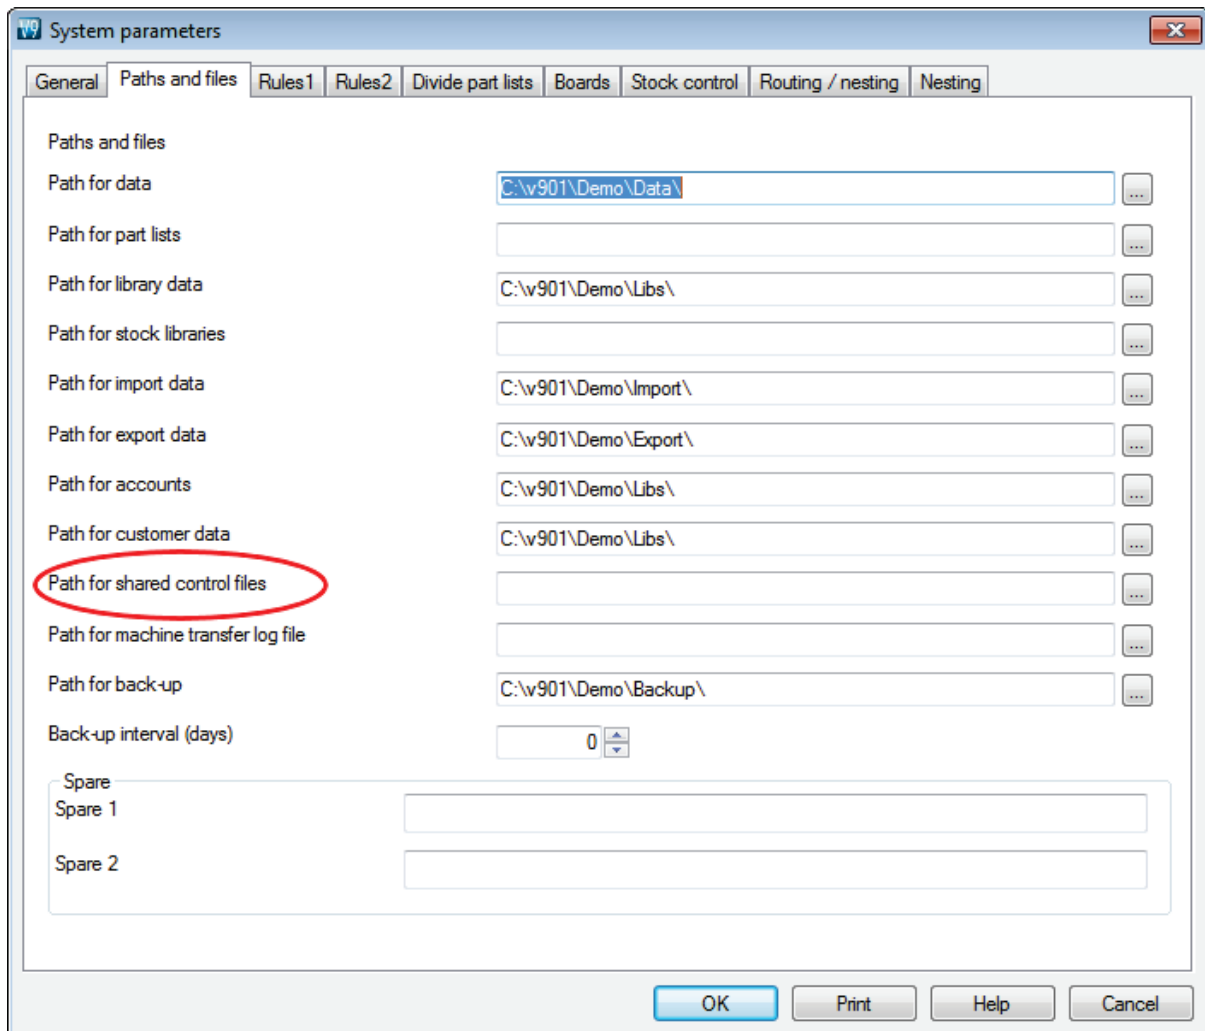 V9 System parameters
General Paths and files Rules1 Rules2 Divide part lists Boards Stock control Routing / nesting Nesting
Paths and files
Path for data C:\v901\Demo\Data\ ...
Path for part lists ...
Path for library data C:\v901\Demo\Libs\ ...
Path for stock libraries ...
Path for import data C:\v901\Demo\Import\ ...
Path for export data C:\v901\Demo\Export\ ...
Path for accounts C:\v901\Demo\Libs\ ...
Path for customer data C:\v901\Demo\Libs\ ...
Path for shared control files ...
Path for machine transfer log file ...
Path for back-up C:\v901\Demo\Backup\ ...
Back-up interval (days) 0
Spare
Spare 1
Spare 2
OK Print Help Cancel